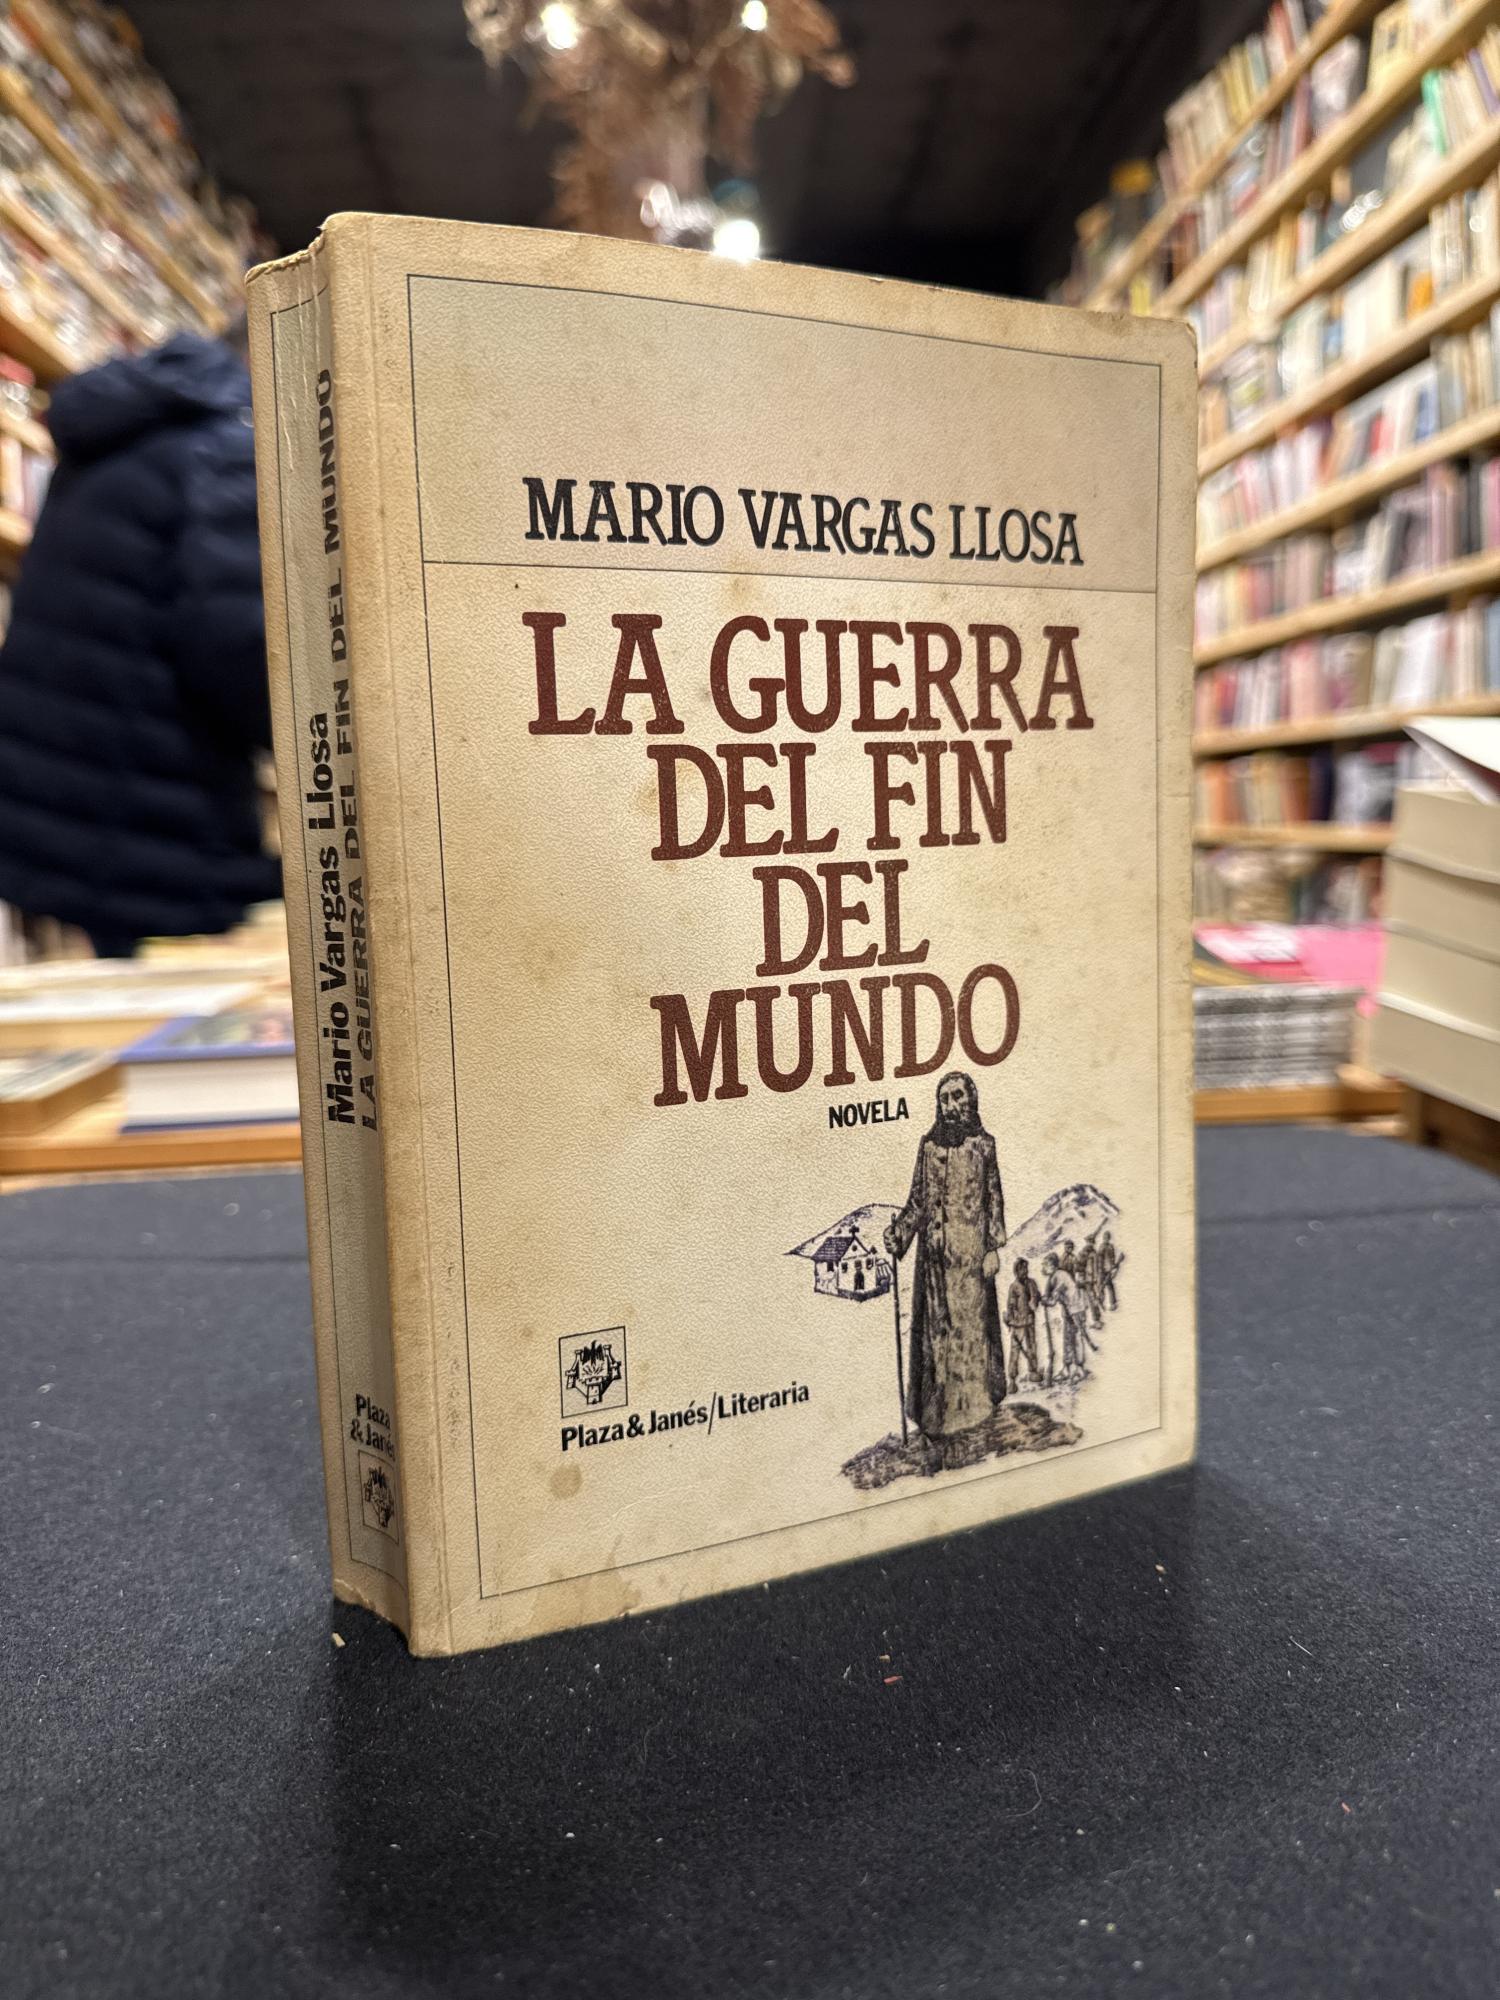 MARIO VARGAS LLOSA
LA GUERRA
DEL FIN
DEL
MUNDO
NOVELA
Plaza & Janés/Literaria
Mario Vargas Llosa
LA GUERRA DEL FIN DEL MUNDO
Plaza
& Janés